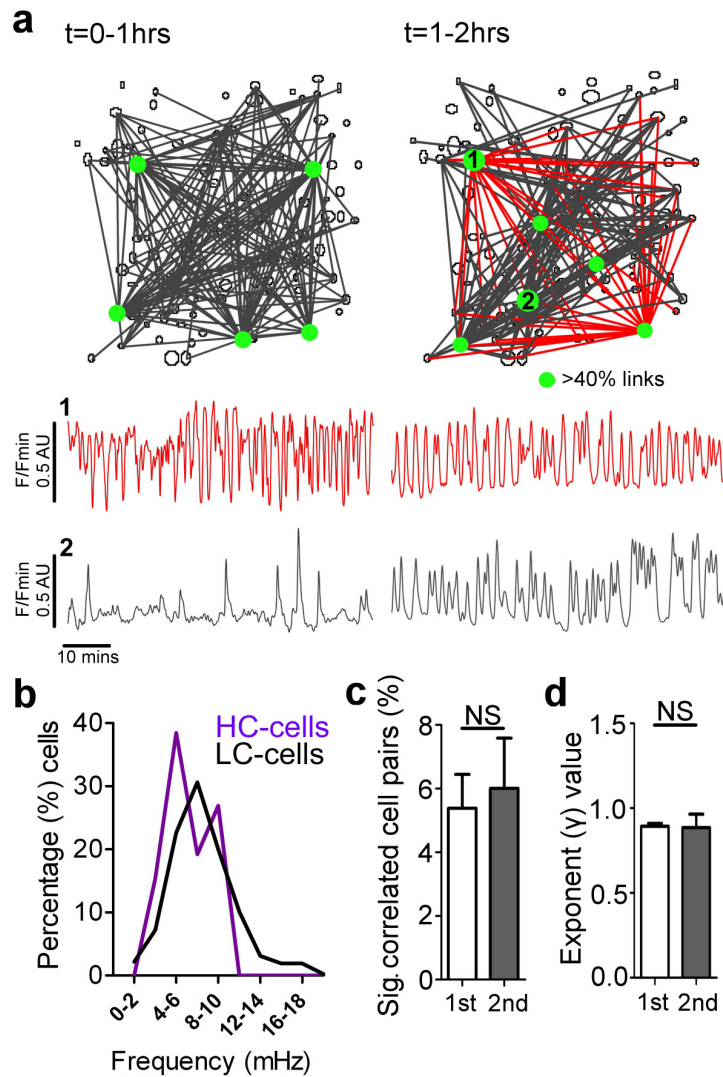 a
t=0-1hrs
t=1-2hrs
1
2
>40% links
1
F/Fmin
0.5 AU
2
F/Fmin
0.5 AU
10 mins
b
Percentage (%) cells
40
30
20
10
0
HC-cells
LC-cells
0-2
4-6
8-10
12-14
16-18
Frequency (mHz)
c
Sig. correlated cell pairs (%)
8
6
4
2
0
NS
1st 2nd
d
Exponent (γ) value
1.5
1.0
0.5
0.0
NS
1st 2nd